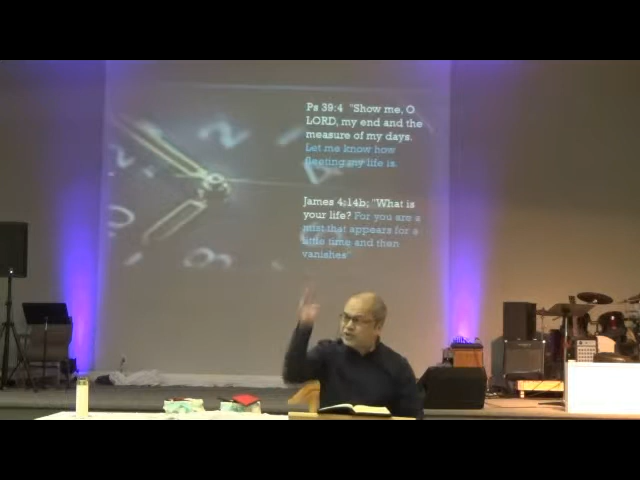 Ps 39:4 "Show me, O
LORD, my end and the
measure of my days.
Let me know how
fleeting my life is.
James 4:14b; "What is
your life? For you are a
mist that appears for a
little time and then
vanishes"